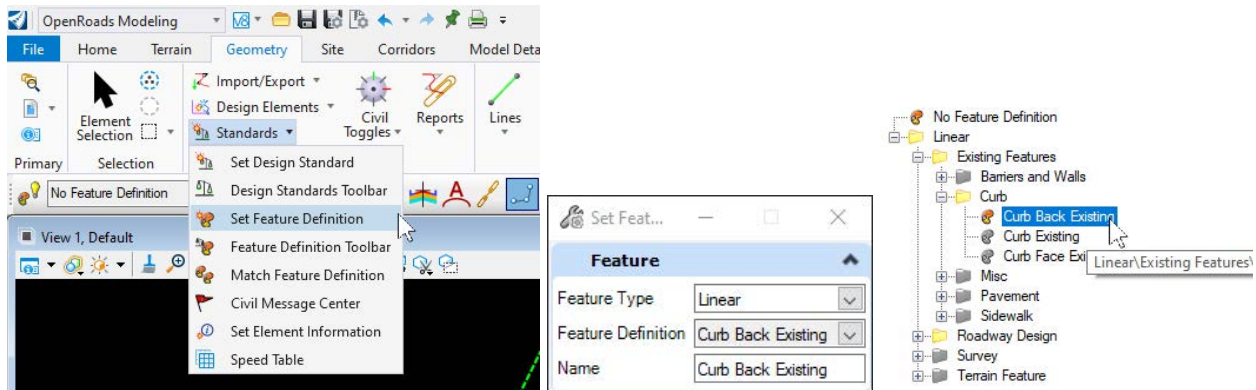 OpenRoads Modeling
File Home Terrain Geometry Site Corridors Model Deta
Import/Export
Design Elements
Standards
Element
Selection
Civil
Toggles
Reports
Lines
Primary Selection
No Feature Definition
Set Design Standard
Design Standards Toolbar
Set Feature Definition
Feature Definition Toolbar
Match Feature Definition
Civil Message Center
Set Element Information
Speed Table
View 1, Default
Set Feat...
Feature
Feature Type Linear
Feature Definition Curb Back Existing
Name Curb Back Existing
No Feature Definition
Linear
Existing Features
Barriers and Walls
Curb
Curb Back Existing
Curb Existing
Curb Face Exi
Linear\Existing Features\
Misc
Pavement
Sidewalk
Roadway Design
Survey
Terrain Feature